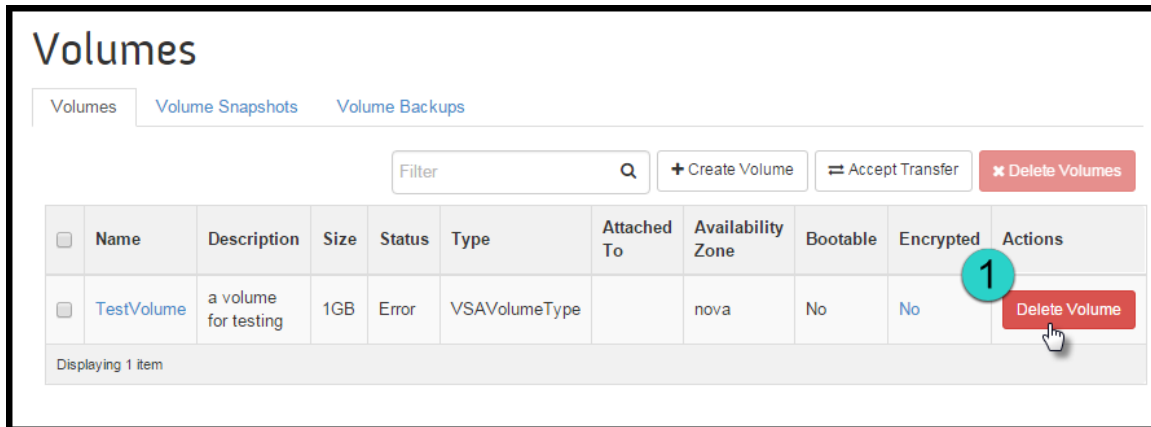 Volumes
Volumes Volume Snapshots Volume Backups
Filter + Create Volume ⇄ Accept Transfer ✖ Delete Volumes
Name Description Size Status Type Attached To Availability Zone Bootable Encrypted Actions
1
TestVolume a volume for testing 1GB Error VSAVolumeType nova No No Delete Volume
Displaying 1 item